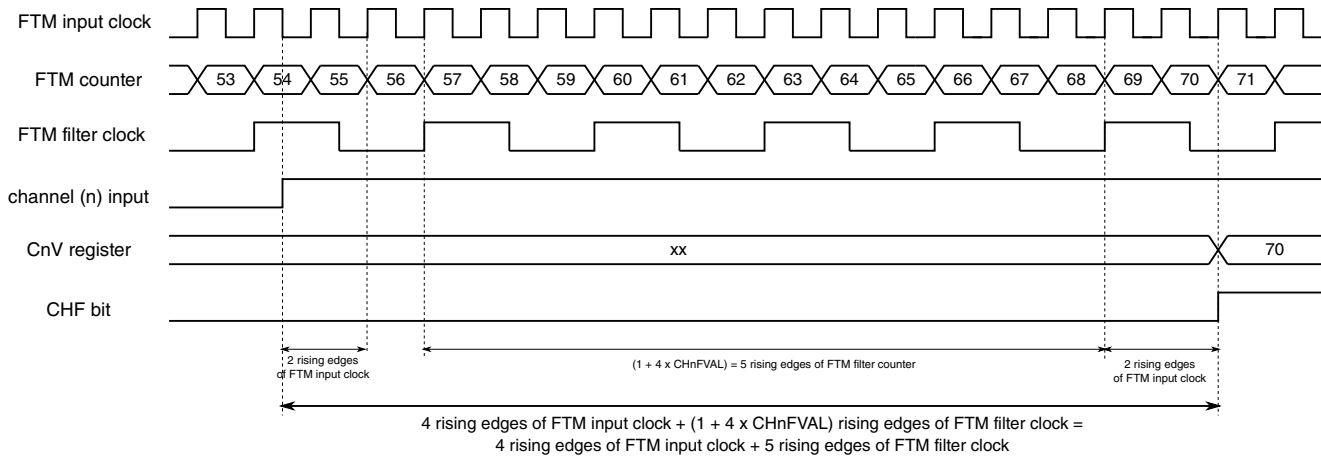 FTM input clock
FTM counter
53 54 55 56 57 58 59 60 61 62 63 64 65 66 67 68 69 70 71
FTM filter clock
channel (n) input
CnV register
xx
70
CHF bit
2 rising edges
of FTM input clock
(1 + 4 x CHnFVAL) = 5 rising edges of FTM filter counter
2 rising edges
of FTM input clock
4 rising edges of FTM input clock + (1 + 4 x CHnFVAL) rising edges of FTM filter clock =
4 rising edges of FTM input clock + 5 rising edges of FTM filter clock